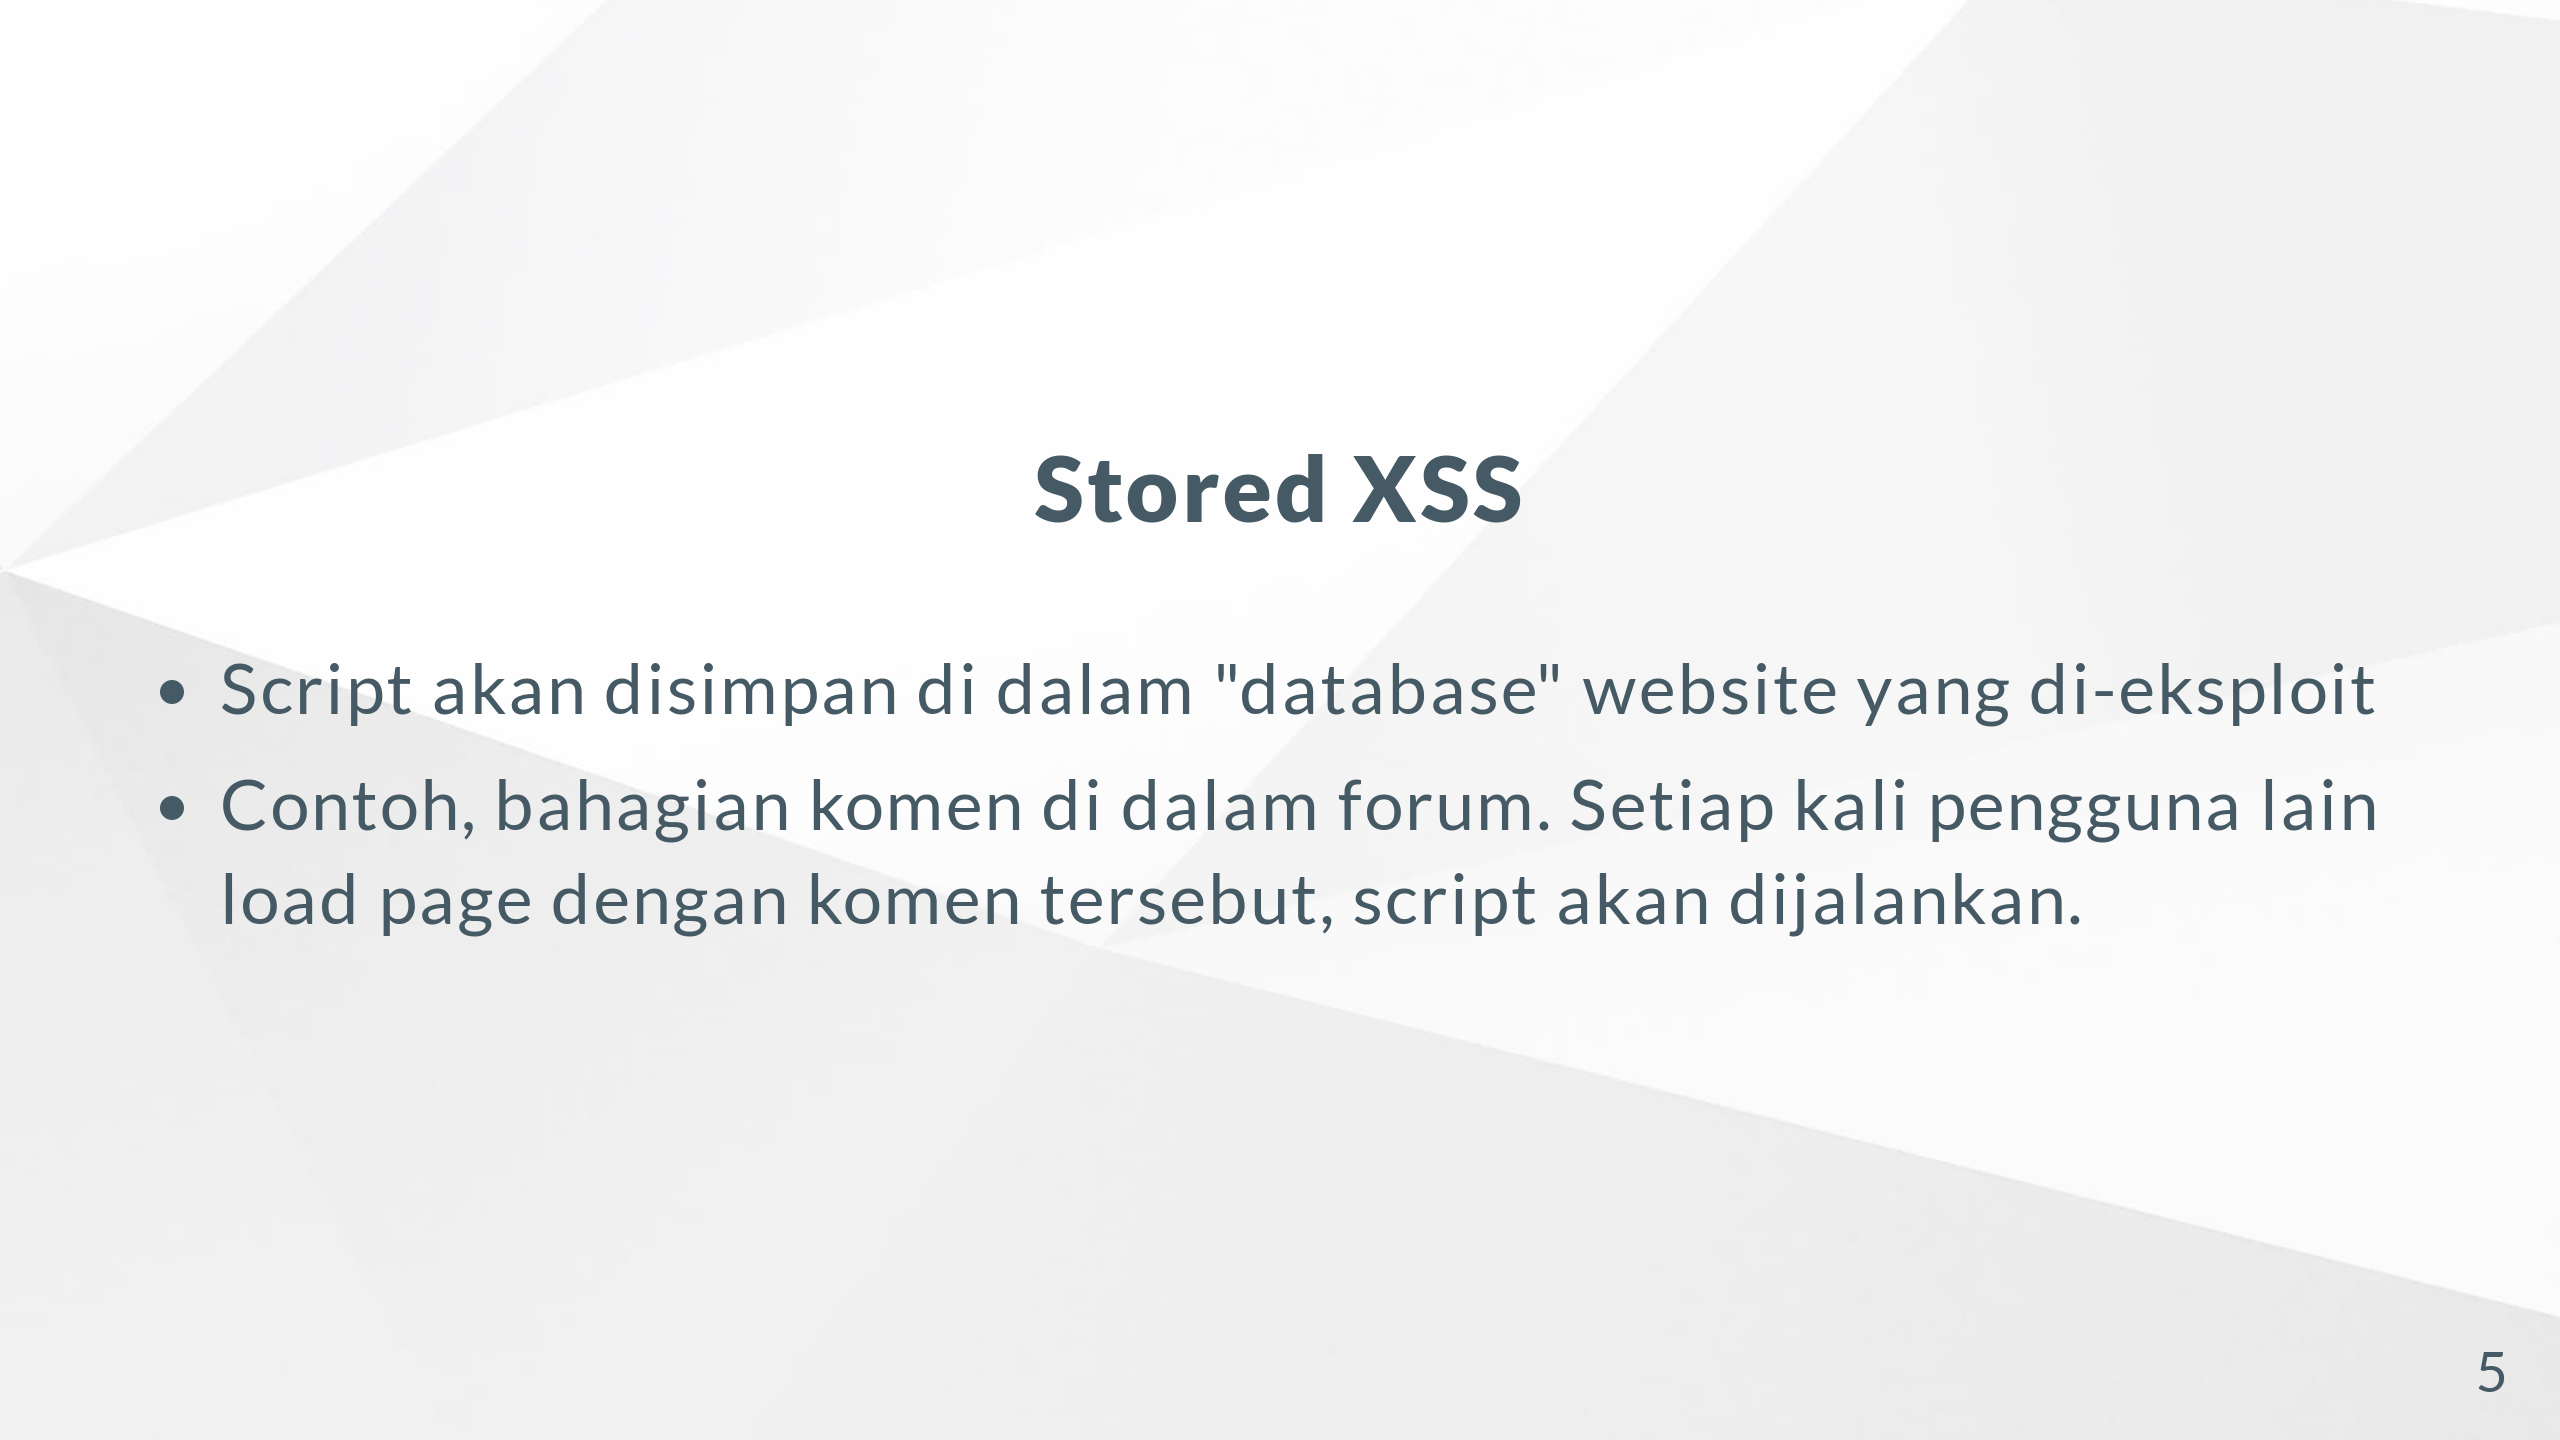 Stored XSS
• Script akan disimpan di dalam "database" website yang di-eksploit
• Contoh, bahagian komen di dalam forum. Setiap kali pengguna lain
load page dengan komen tersebut, script akan dijalankan.
5